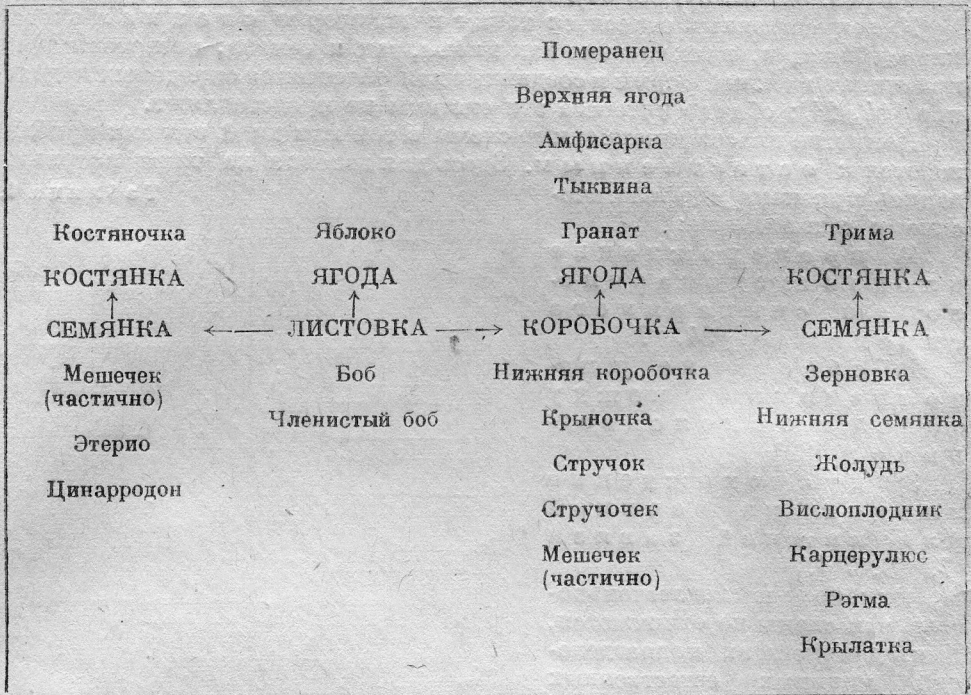 Померанец
Верхняя ягода
Амфисарка
Тыквина
Костяночка Яблоко Гранат Трима
КОСТЯНКА ЯГОДА ЯГОДА КОСТЯНКА
↑ ↑ ↑ ↑
СЕМЯНКА ← ЛИСТОВКА → КОРОБОЧКА → СЕМЯНКА
Мешечек Боб Нижняя коробочка Зерновка
(частично)
Членистый боб Крыночка Нижняя семянка
Этерио Стручок Жолудь
Цинарродон Стручочек Вислоплодник
Мешечек Карцерулюс
(частично)
Рэгма
Крылатка